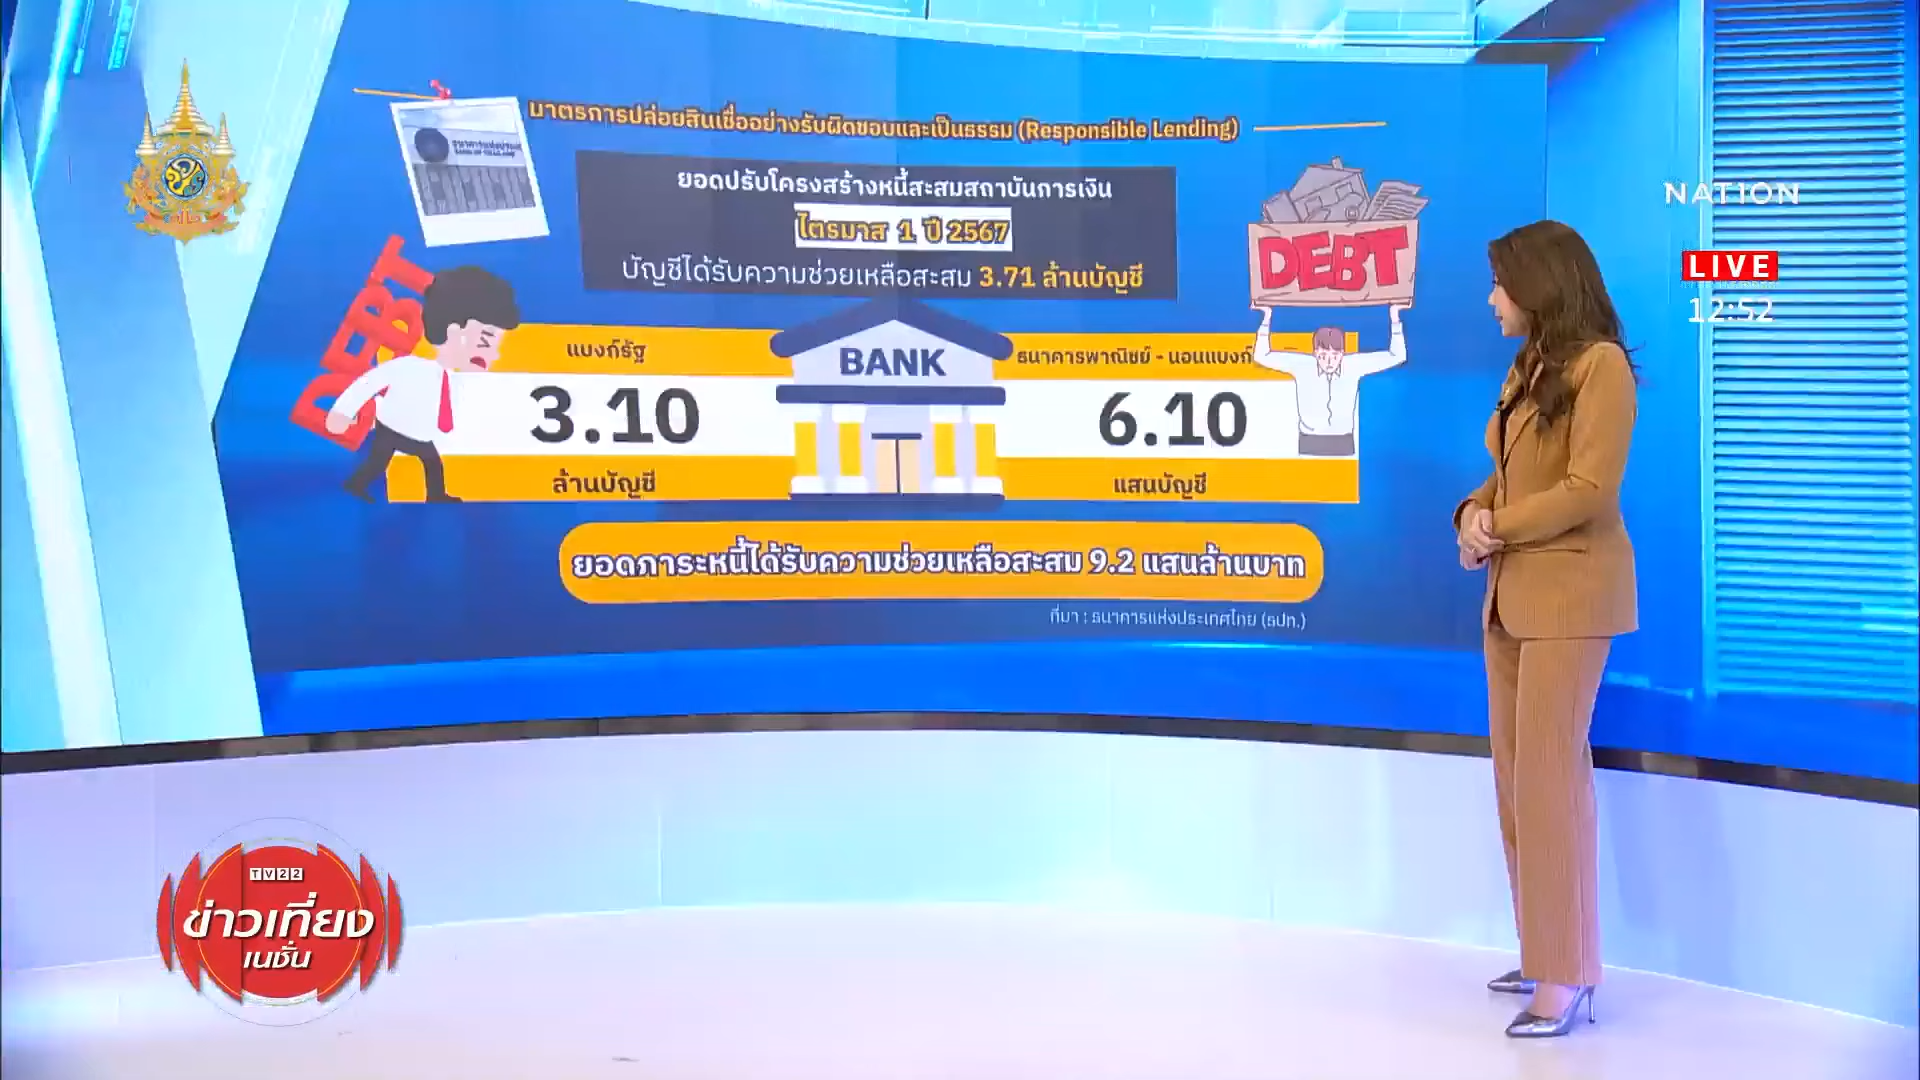 มาตรการปล่อยสินเชื่ออย่างรับผิดชอบและเป็นธรรม (Responsible Lending)
ยอดปรับโครงสร้างหนี้สะสมสถาบันการเงิน
ไตรมาส 1 ปี 2567
บัญชีได้รับความช่วยเหลือสะสม 3.71 ล้านบัญชี
DEBT
DEBT
NATION
LIVE
12:52
แบงก์รัฐ
3.10
ล้านบัญชี
BANK
ธนาคารพาณิชย์ - นอนแบงก์
6.10
แสนบัญชี
ยอดภาระหนี้ได้รับความช่วยเหลือสะสม 9.2 แสนล้านบาท
ที่มา : ธนาคารแห่งประเทศไทย (ธปท.)
TV22
ข่าวเที่ยง
เนชั่น